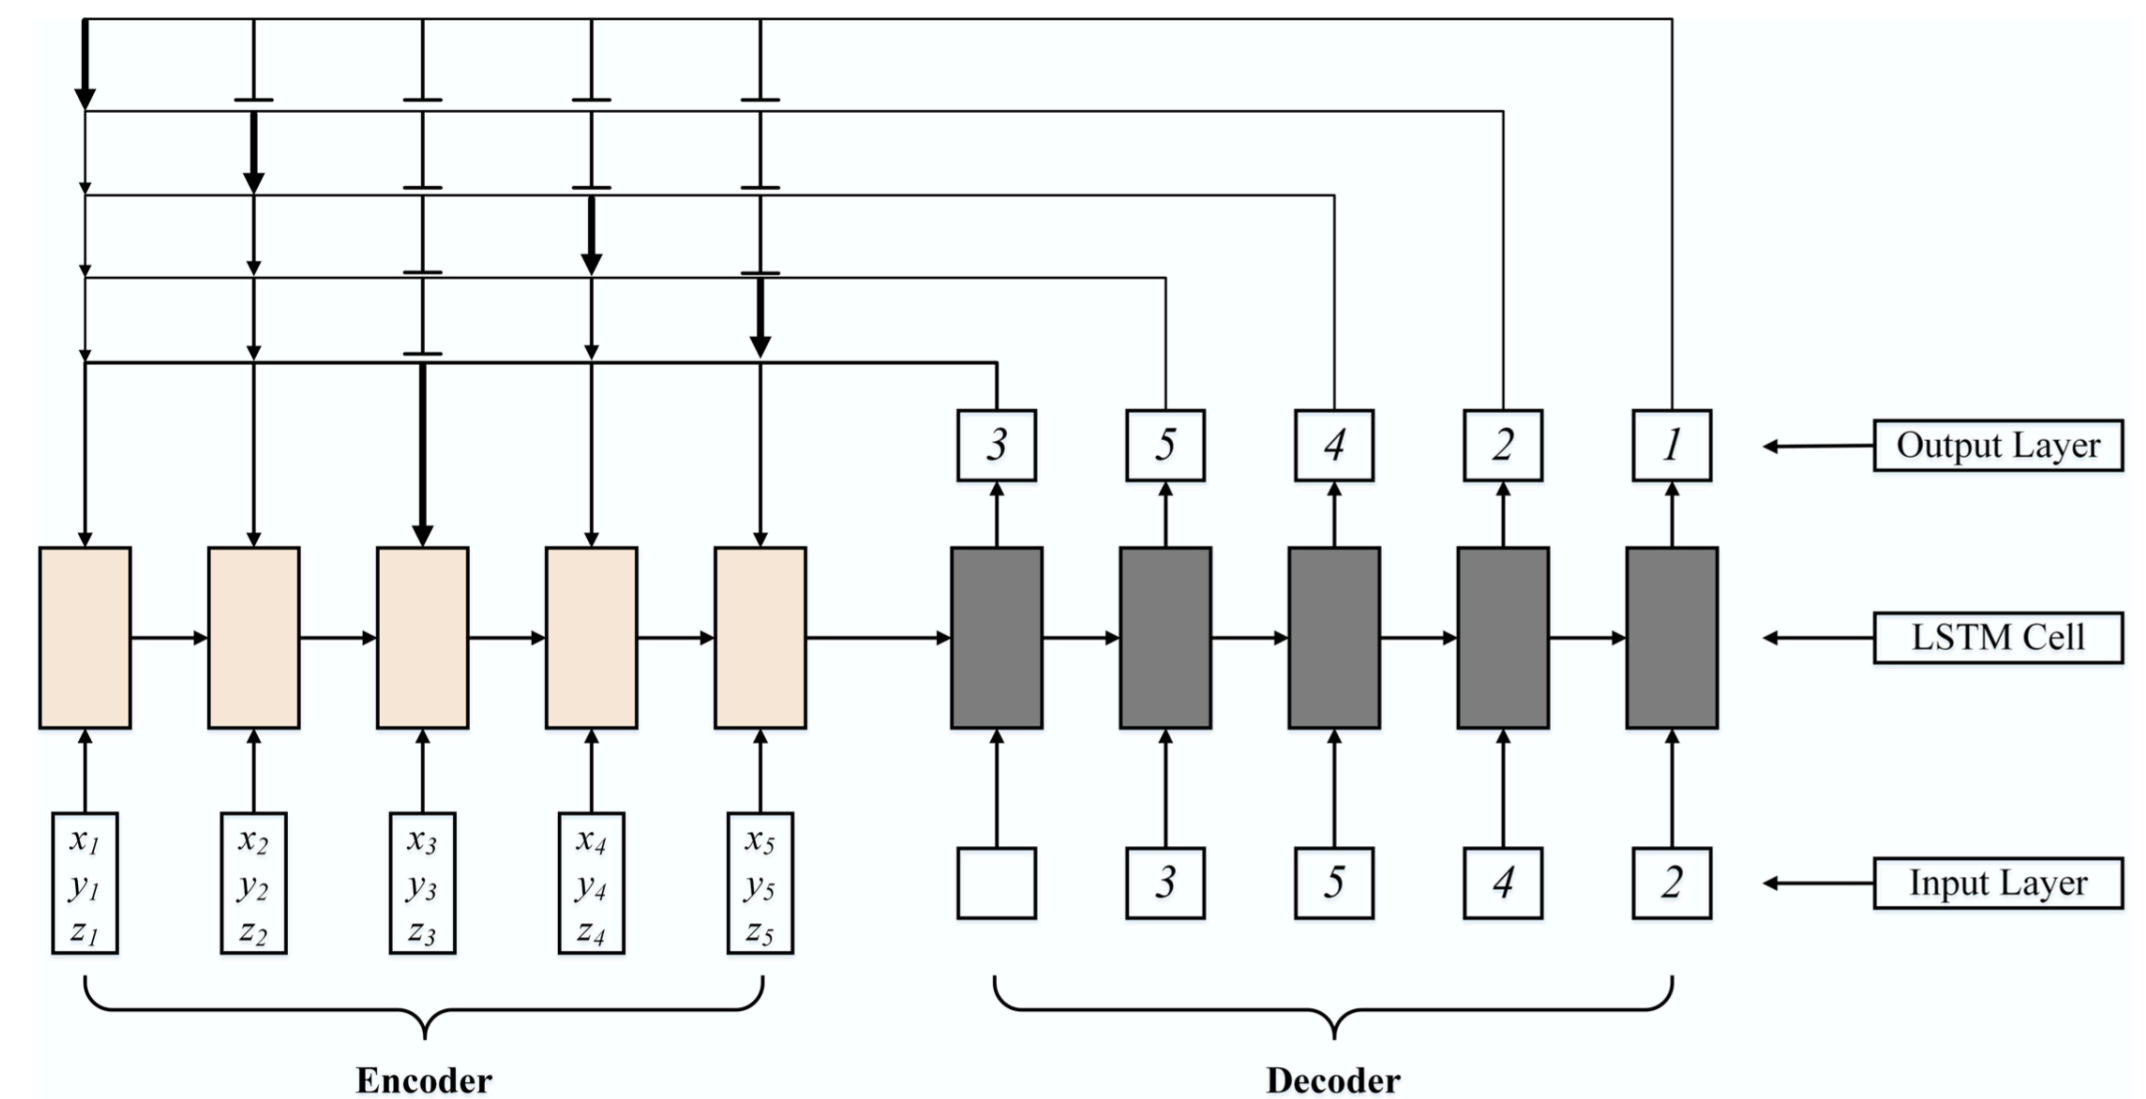 3 5 4 2 1
Output Layer
LSTM Cell
x1 x2 x3 x4 x5
y1 y2 y3 y4 y5
z1 z2 z3 z4 z5
3 5 4 2
Input Layer
Encoder
Decoder